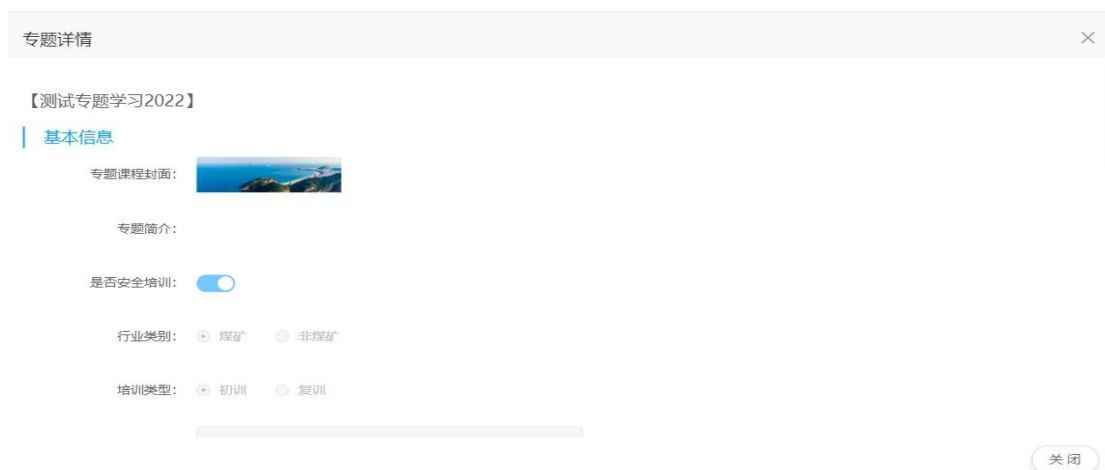 专题详情
【测试专题学习2022】
基本信息
专题课程封面：
专题简介：
是否安全培训：
行业类别： 煤矿 非煤矿
培训类型： 初训 复训
关闭